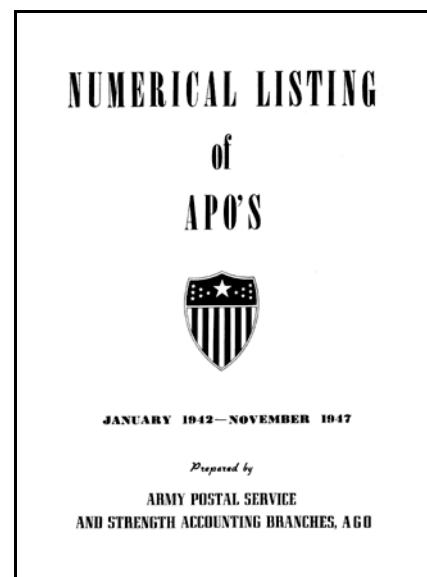 NUMERICAL LISTING
of
APO'S
JANUARY 1942—NOVEMBER 1947
Prepared by
ARMY POSTAL SERVICE
AND STRENGTH ACCOUNTING BRANCHES, AGO